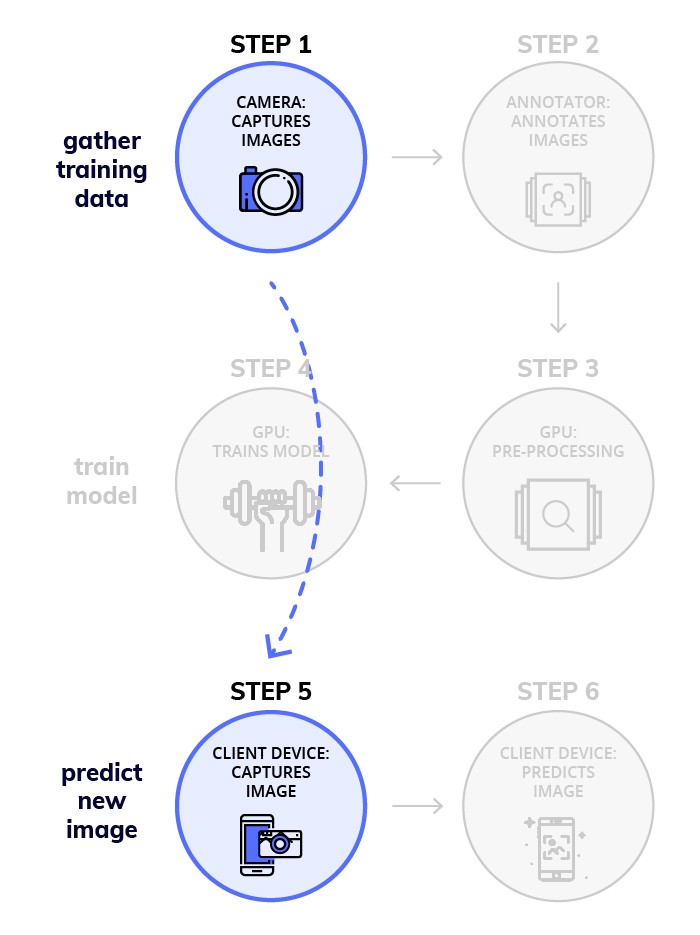 STEP 1
CAMERA:
CAPTURES
IMAGES
gather
training
data
STEP 2
ANNOTATOR:
ANNOTATES
IMAGES
STEP 4
GPU:
TRAINS MODEL
train
model
STEP 3
GPU:
PRE-PROCESSING
STEP 5
CLIENT DEVICE:
CAPTURES
IMAGE
predict
new
image
STEP 6
CLIENT DEVICE:
PREDICTS
IMAGE